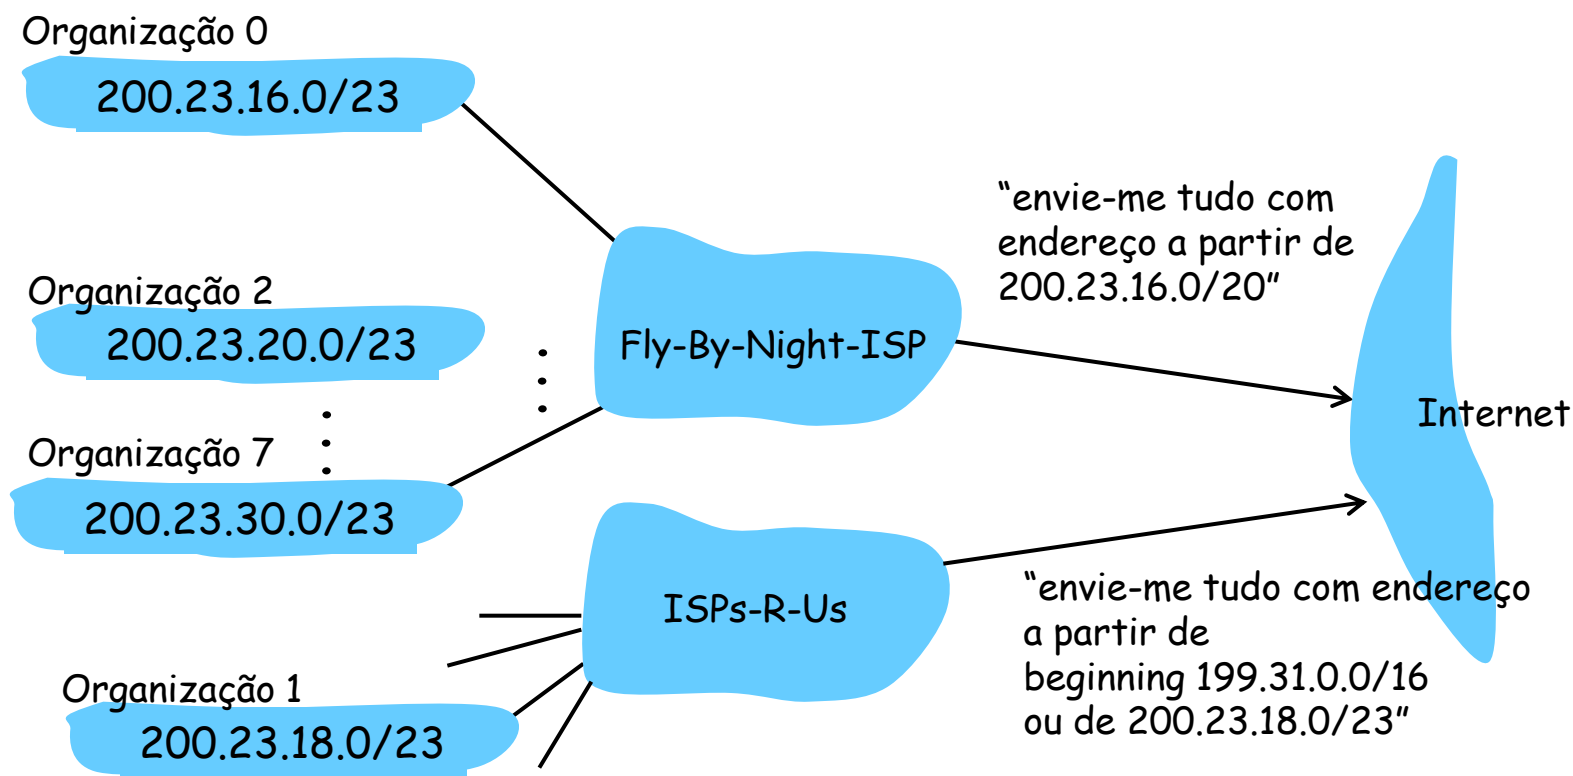 Organização 0
200.23.16.0/23
Organização 2
200.23.20.0/23
Organização 7
200.23.30.0/23
Fly-By-Night-ISP
“envie-me tudo com
endereço a partir de
200.23.16.0/20”
Internet
ISPs-R-Us
Organização 1
200.23.18.0/23
“envie-me tudo com endereço
a partir de
beginning 199.31.0.0/16
ou de 200.23.18.0/23”